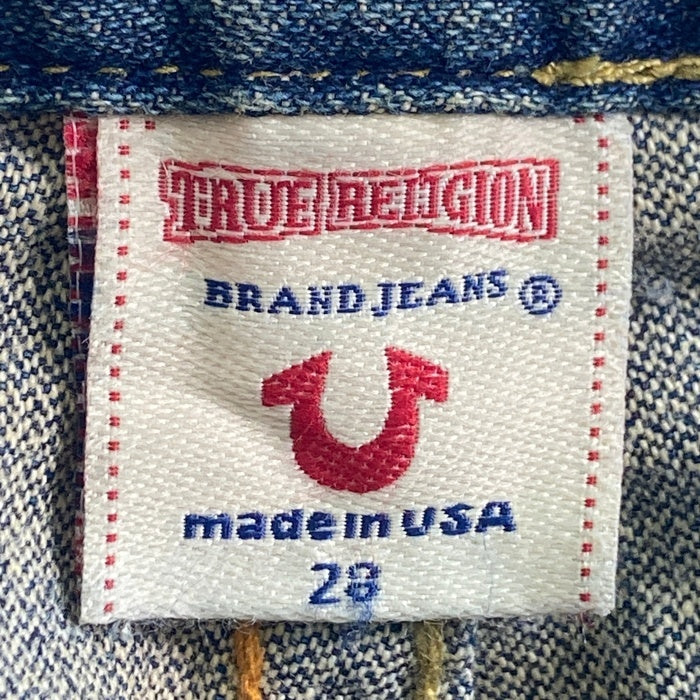 TRUE RELIGION
BRAND JEANS ®
made in USA
28